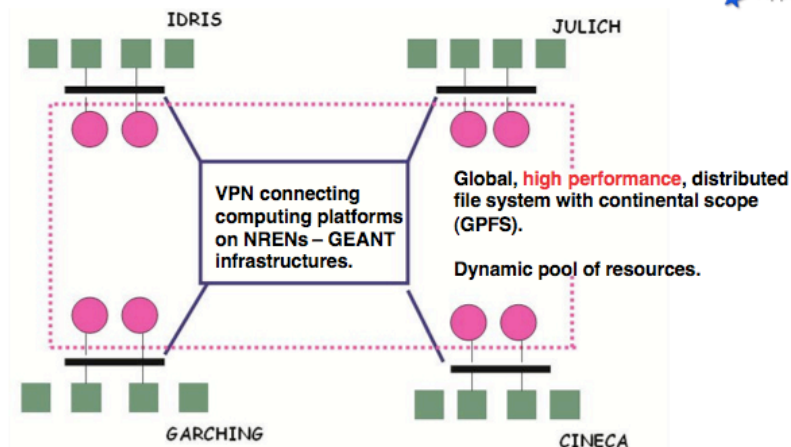 IDRIS
JULICH
VPN connecting
computing platforms
on NRENs – GEANT
infrastructures.
Global, high performance, distributed
file system with continental scope
(GPFS).
Dynamic pool of resources.
GARCHING
CINECA